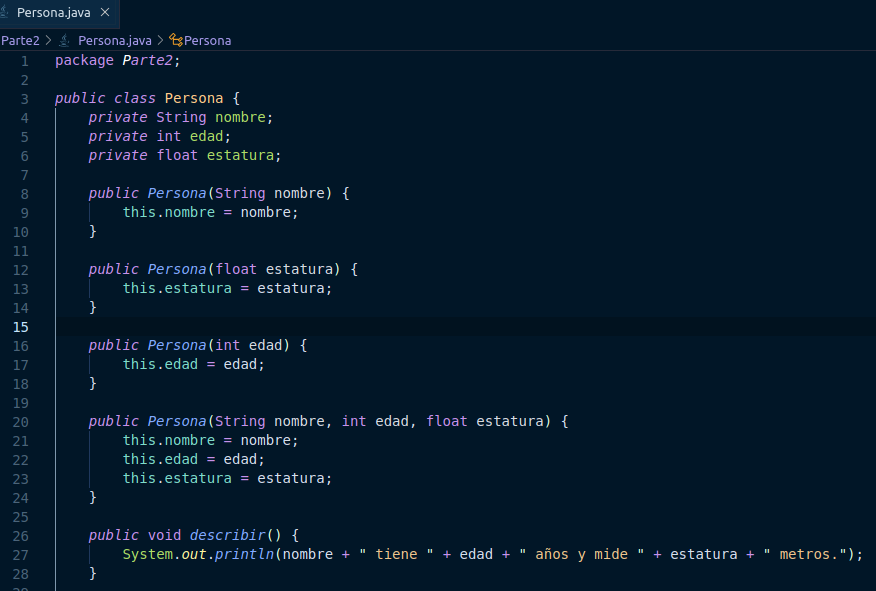 Persona.java ×
Parte2 > Persona.java > Persona
1 package Parte2;
2
3 public class Persona {
4 private String nombre;
5 private int edad;
6 private float estatura;
7
8 public Persona(String nombre) {
9 this.nombre = nombre;
10 }
11
12 public Persona(float estatura) {
13 this.estatura = estatura;
14 }
15
16 public Persona(int edad) {
17 this.edad = edad;
18 }
19
20 public Persona(String nombre, int edad, float estatura) {
21 this.nombre = nombre;
22 this.edad = edad;
23 this.estatura = estatura;
24 }
25
26 public void describir() {
27 System.out.println(nombre + " tiene " + edad + " años y mide " + estatura + " metros.");
28 }